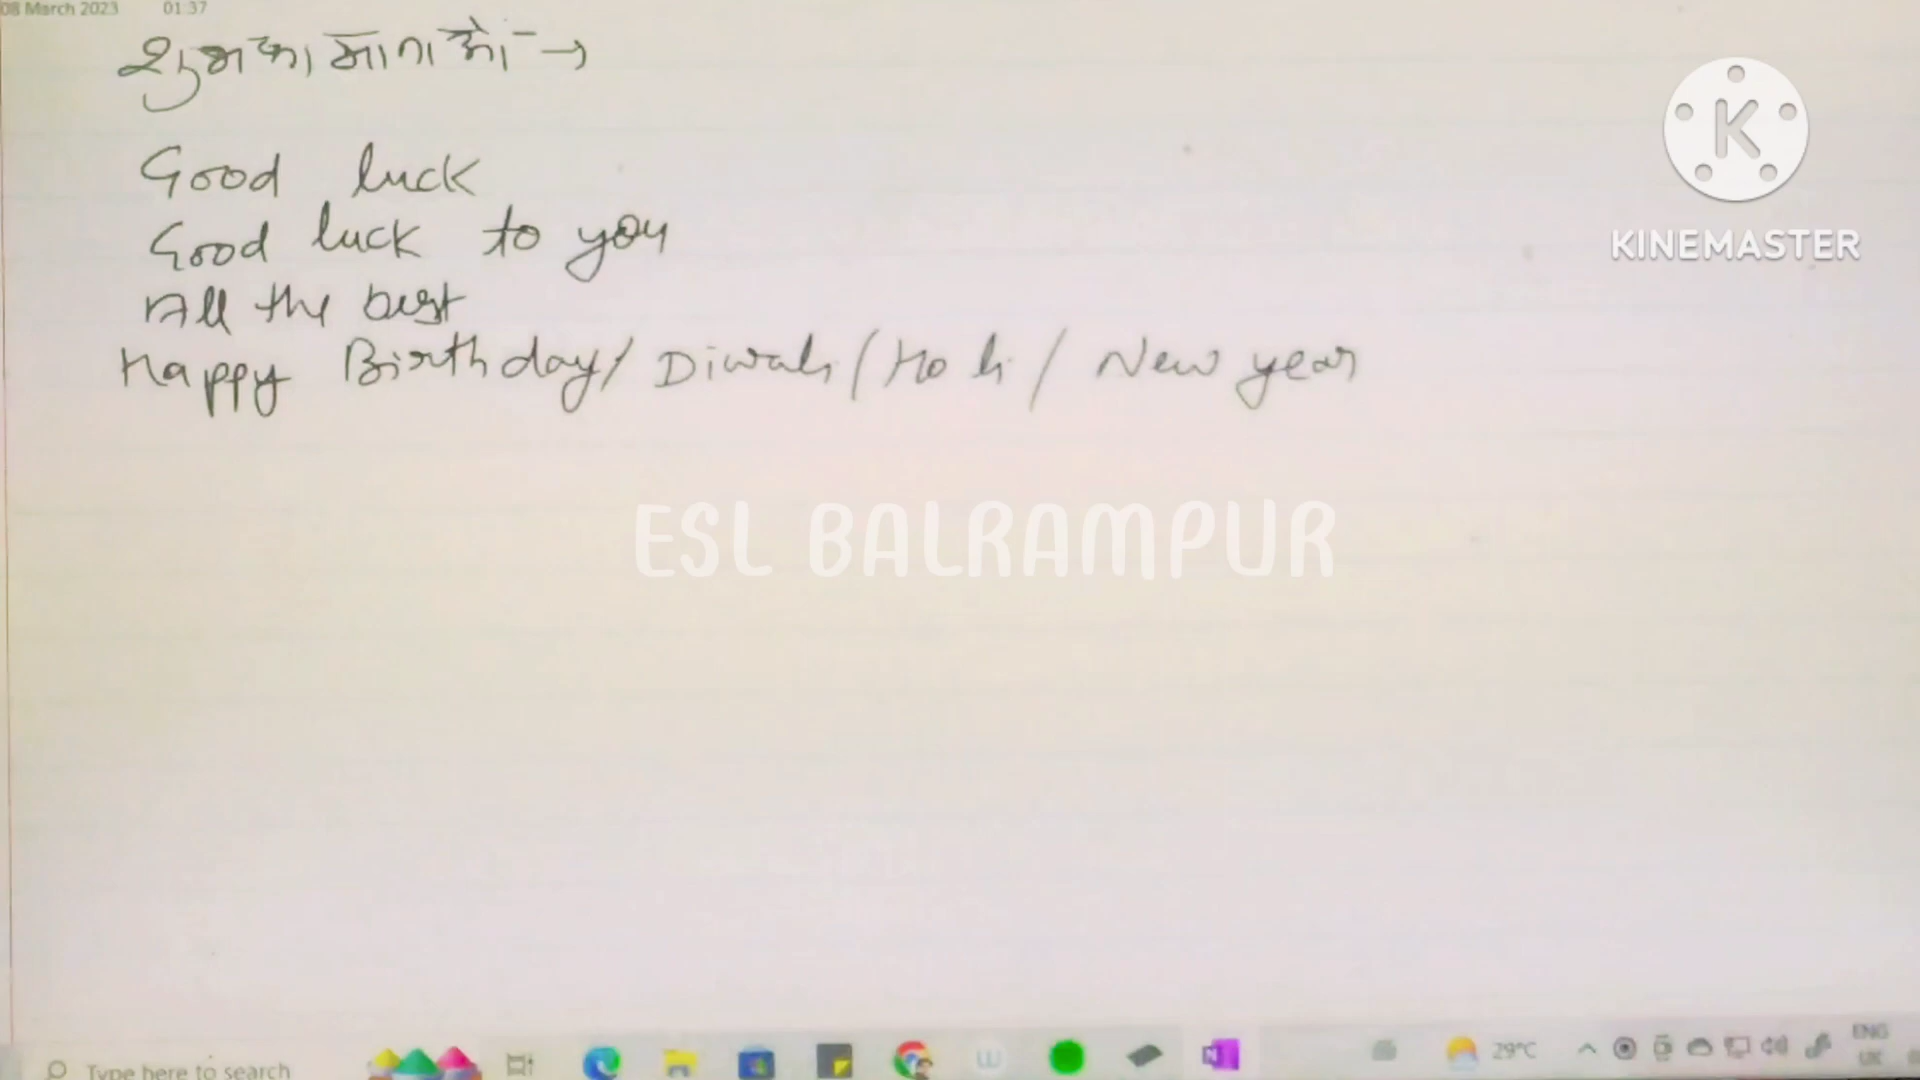 08 March 2023 01:37
शुभकामनाओं →
Good luck
Good luck to you
All the best
Happy Birthday/ Diwali / Holi / New year
K
KINEMASTER
ESL BALRAMPUR
Type here to search
29°C
ENG
UK